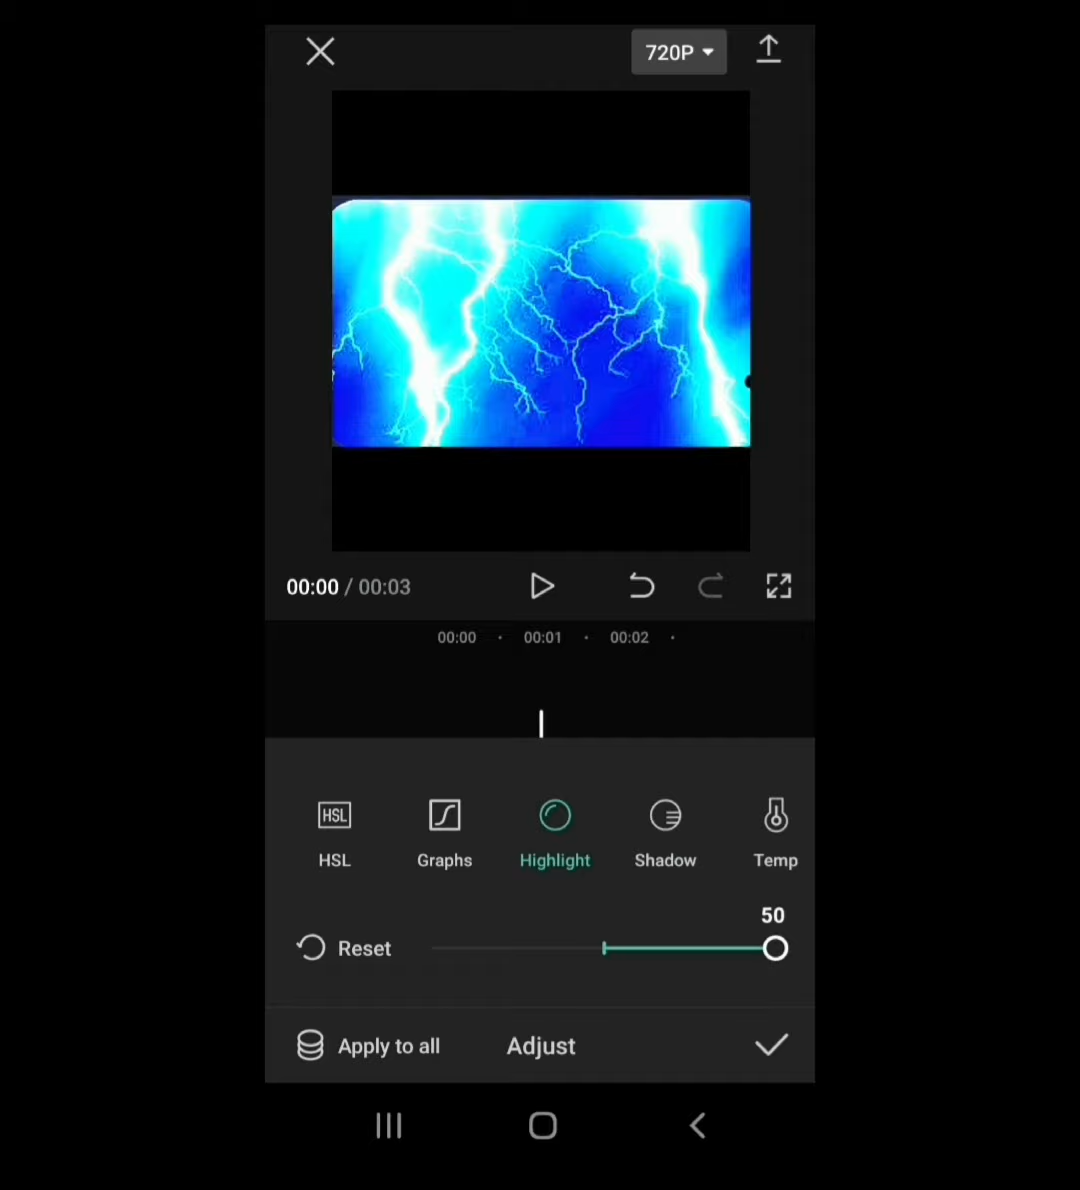 720P
00:00 / 00:03
00:00 · 00:01 · 00:02 ·
HSL
HSL Graphs Highlight Shadow Temp
50
Reset
Apply to all Adjust